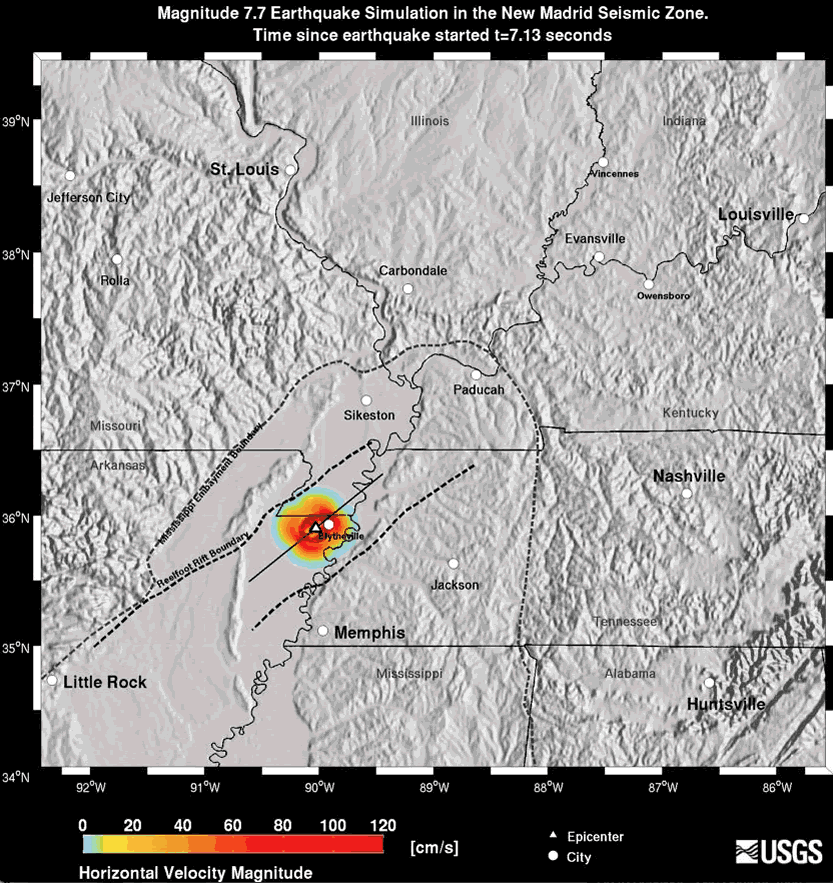 Magnitude 7.7 Earthquake Simulation in the New Madrid Seismic Zone.
Time since earthquake started t=7.13 seconds
39°N
38°N
37°N
36°N
35°N
34°N
Illinois
Indiana
St. Louis
Vincennes
Jefferson City
Louisville
Evansville
Carbondale
Rolla
Owensboro
Paducah
Sikeston
Missouri
Kentucky
Mississippi Embayment Boundary
Arkansas
Nashville
Blytheville
Reelfoot Rift Boundary
Jackson
Tennessee
Memphis
Mississippi
Alabama
Little Rock
Huntsville
92°W
91°W
90°W
89°W
88°W
87°W
86°W
0 20 40 60 80 100 120
[cm/s]
Horizontal Velocity Magnitude
Epicenter
City
USGS